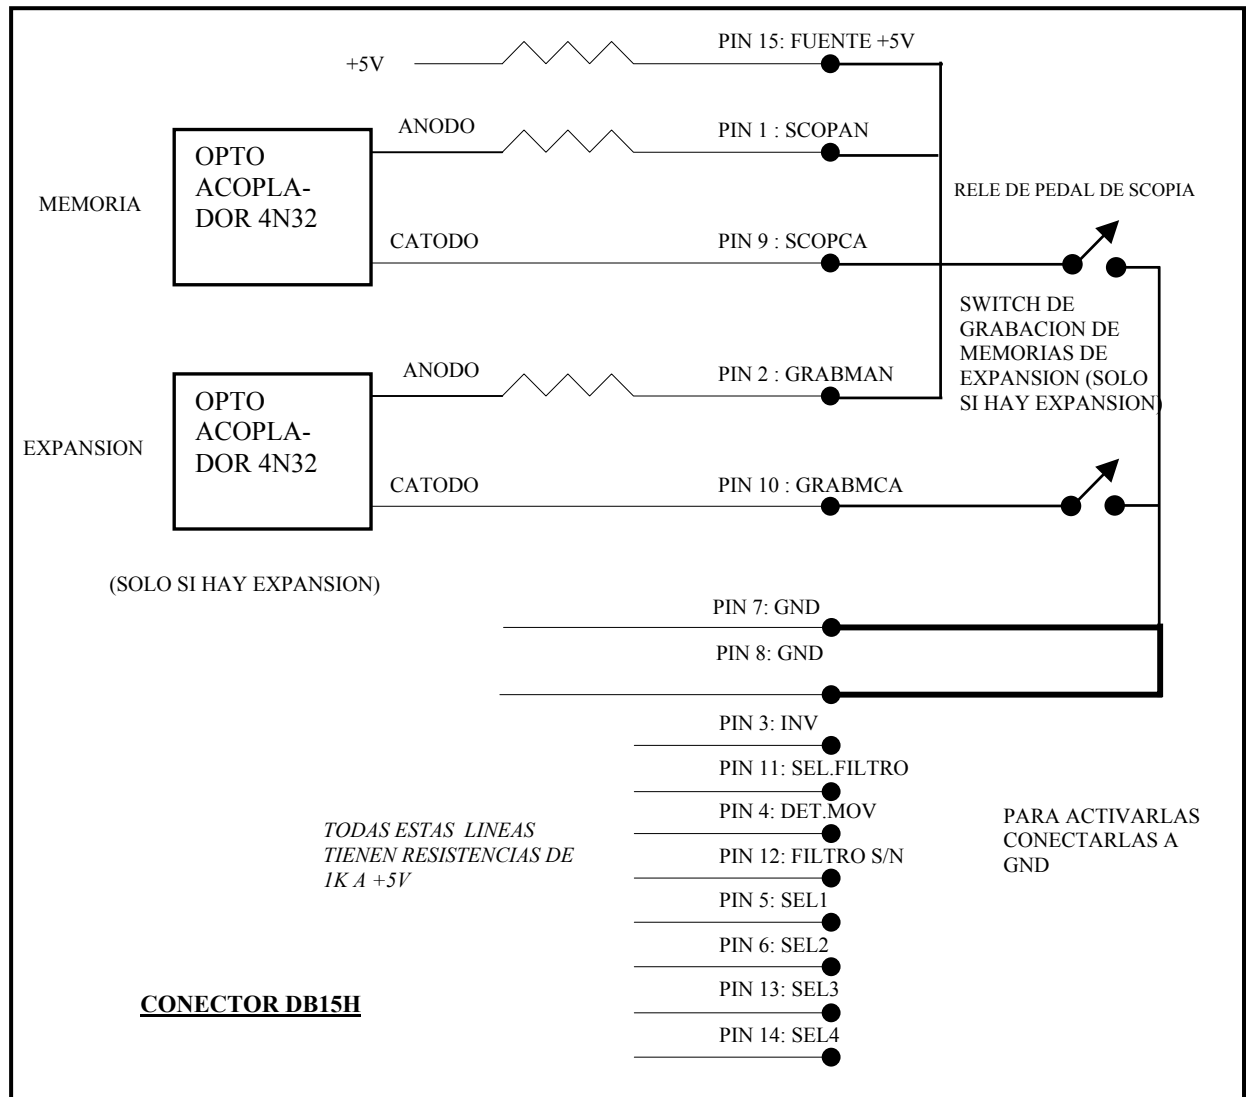 PIN 15: FUENTE +5V
+5V
ANODO
PIN 1 : SCOPAN
OPTO
ACOPLA-
DOR 4N32
MEMORIA
RELE DE PEDAL DE SCOPIA
CATODO
PIN 9 : SCOPCA
SWITCH DE
GRABACION DE
MEMORIAS DE
EXPANSION (SOLO
SI HAY EXPANSION)
ANODO
PIN 2 : GRABMAN
OPTO
ACOPLA-
DOR 4N32
EXPANSION
CATODO
PIN 10 : GRABMCA
(SOLO SI HAY EXPANSION)
PIN 7: GND
PIN 8: GND
PIN 3: INV
PIN 11: SEL.FILTRO
PIN 4: DET.MOV
PIN 12: FILTRO S/N
PIN 5: SEL1
PIN 6: SEL2
PIN 13: SEL3
PIN 14: SEL4
TODAS ESTAS LINEAS
TIENEN RESISTENCIAS DE
1K A +5V
PARA ACTIVARLAS
CONECTARLAS A
GND
CONECTOR DB15H